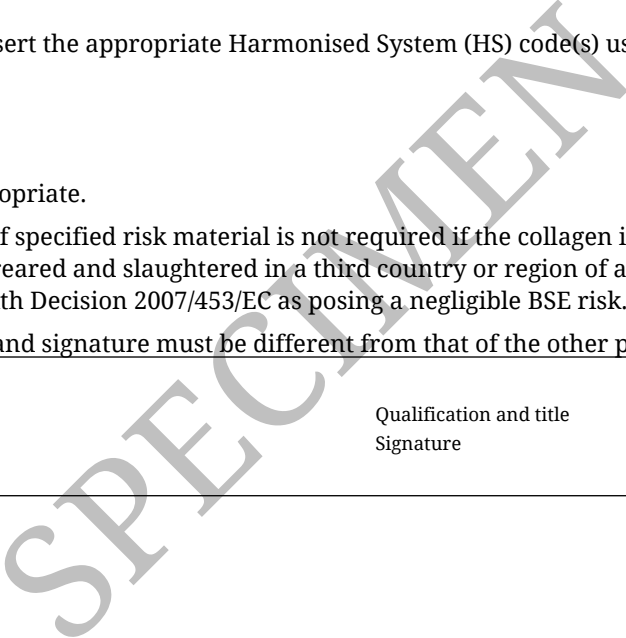 sert the appropriate Harmonised System (HS) code(s) us
opriate.
f specified risk material is not required if the collagen i
reared and slaughtered in a third country or region of a
th Decision 2007/453/EC as posing a negligible BSE risk.
and signature must be different from that of the other p
Qualification and title
Signature
SPECIMEN